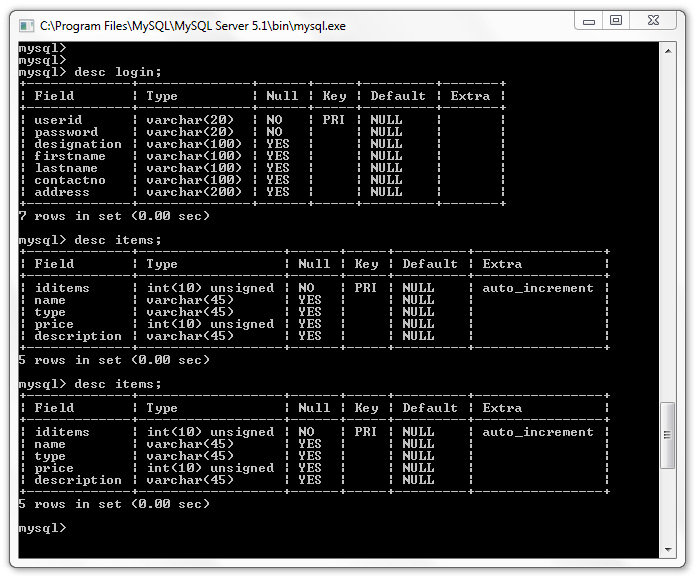 C:\Program Files\MySQL\MySQL Server 5.1\bin\mysql.exe
mysql>
mysql>
mysql> desc login;
+-------------+--------------+------+-----+---------+-------+
| Field       | Type         | Null | Key | Default | Extra |
+-------------+--------------+------+-----+---------+-------+
| userid      | varchar(20)  | NO   | PRI | NULL    |       |
| password    | varchar(20)  | NO   |     | NULL    |       |
| designation | varchar(100) | YES  |     | NULL    |       |
| firstname   | varchar(100) | YES  |     | NULL    |       |
| lastname    | varchar(100) | YES  |     | NULL    |       |
| contactno   | varchar(100) | YES  |     | NULL    |       |
| address     | varchar(200) | YES  |     | NULL    |       |
+-------------+--------------+------+-----+---------+-------+
7 rows in set (0.00 sec)
mysql> desc items;
+-------------+------------------+------+-----+---------+----------------+
| Field       | Type             | Null | Key | Default | Extra          |
+-------------+------------------+------+-----+---------+----------------+
| iditems     | int(10) unsigned | NO   | PRI | NULL    | auto_increment |
| name        | varchar(45)      | YES  |     | NULL    |                |
| type        | varchar(45)      | YES  |     | NULL    |                |
| price       | int(10) unsigned | YES  |     | NULL    |                |
| description | varchar(45)      | YES  |     | NULL    |                |
+-------------+------------------+------+-----+---------+----------------+
5 rows in set (0.00 sec)
mysql> desc items;
+-------------+------------------+------+-----+---------+----------------+
| Field       | Type             | Null | Key | Default | Extra          |
+-------------+------------------+------+-----+---------+----------------+
| iditems     | int(10) unsigned | NO   | PRI | NULL    | auto_increment |
| name        | varchar(45)      | YES  |     | NULL    |                |
| type        | varchar(45)      | YES  |     | NULL    |                |
| price       | int(10) unsigned | YES  |     | NULL    |                |
| description | varchar(45)      | YES  |     | NULL    |                |
+-------------+------------------+------+-----+---------+----------------+
5 rows in set (0.00 sec)
mysql>